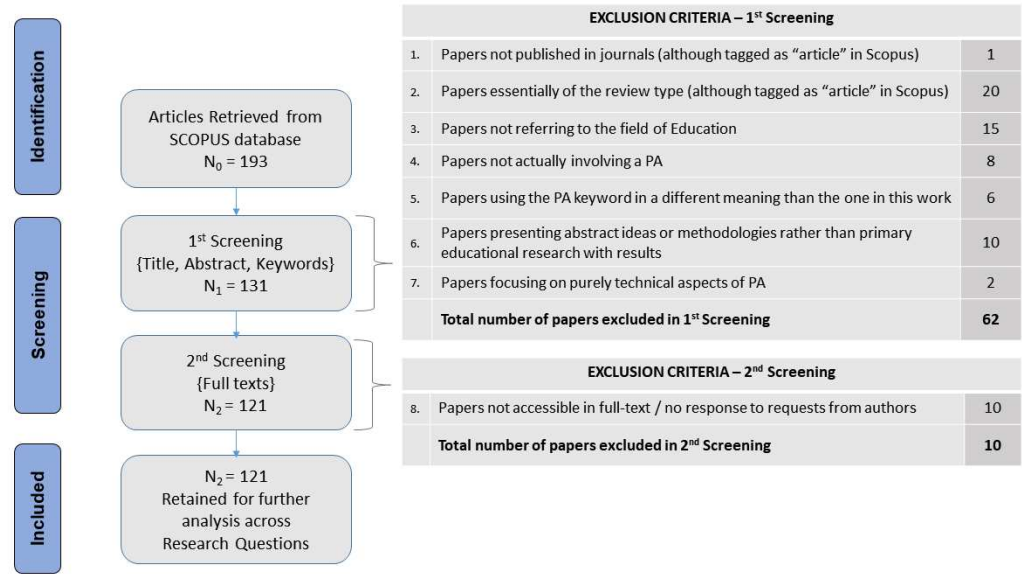 Identification
Articles Retrieved from
SCOPUS database
N0 = 193
Screening
1st Screening
{Title, Abstract, Keywords}
N1 = 131
2nd Screening
{Full texts}
N2 = 121
Included
N2 = 121
Retained for further
analysis across
Research Questions
EXCLUSION CRITERIA – 1st Screening
1. Papers not published in journals (although tagged as “article” in Scopus) 1
2. Papers essentially of the review type (although tagged as “article” in Scopus) 20
3. Papers not referring to the field of Education 15
4. Papers not actually involving a PA 8
5. Papers using the PA keyword in a different meaning than the one in this work 6
6. Papers presenting abstract ideas or methodologies rather than primary
educational research with results 10
7. Papers focusing on purely technical aspects of PA 2
Total number of papers excluded in 1st Screening 62
EXCLUSION CRITERIA – 2nd Screening
8. Papers not accessible in full-text / no response to requests from authors 10
Total number of papers excluded in 2nd Screening 10